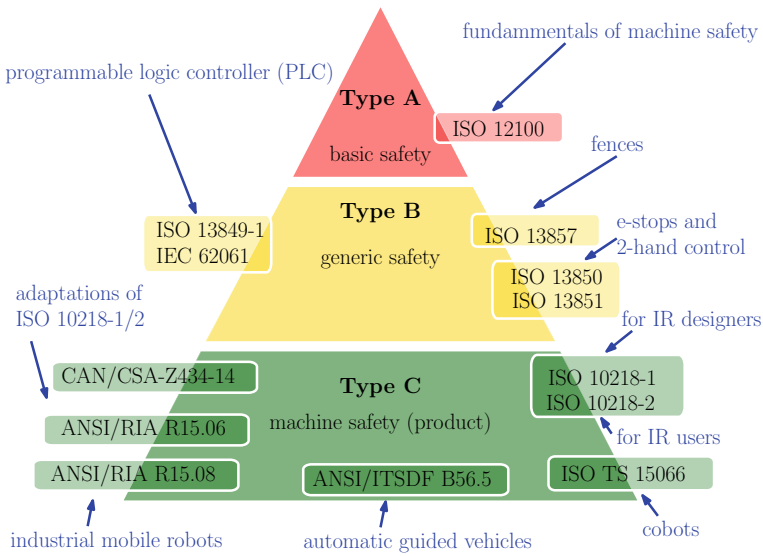 fundammentals of machine safety
programmable logic controller (PLC)
Type A
ISO 12100
basic safety
fences
Type B
ISO 13849-1
IEC 62061
ISO 13857
e-stops and
2-hand control
generic safety
ISO 13850
ISO 13851
adaptations of
ISO 10218-1/2
for IR designers
CAN/CSA-Z434-14
Type C
ISO 10218-1
ISO 10218-2
machine safety (product)
ANSI/RIA R15.06
for IR users
ANSI/RIA R15.08
ANSI/ITSDF B56.5
ISO TS 15066
industrial mobile robots
automatic guided vehicles
cobots